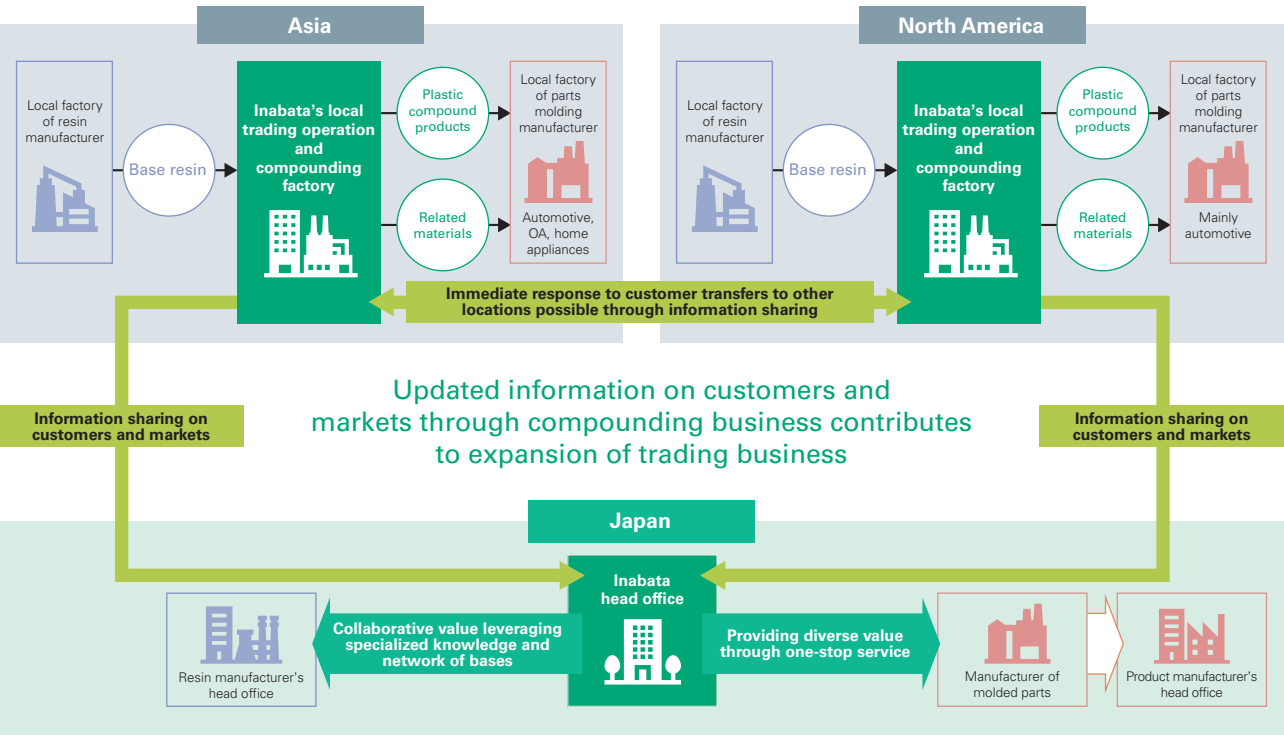 Asia
Local factory
of resin
manufacturer
Base resin
Inabata's local
trading operation
and
compounding
factory
Plastic
compound
products
Related
materials
Local factory
of parts
molding
manufacturer
Automotive,
OA, home
appliances
North America
Local factory
of resin
manufacturer
Base resin
Inabata's local
trading operation
and
compounding
factory
Plastic
compound
products
Related
materials
Local factory
of parts
molding
manufacturer
Mainly
automotive
Immediate response to customer transfers to other
locations possible through information sharing
Information sharing on
customers and markets
Updated information on customers and
markets through compounding business contributes
to expansion of trading business
Information sharing on
customers and markets
Japan
Inabata
head office
Resin manufacturer's
head office
Collaborative value leveraging
specialized knowledge and
network of bases
Providing diverse value
through one-stop service
Manufacturer of
molded parts
Product manufacturer's
head office